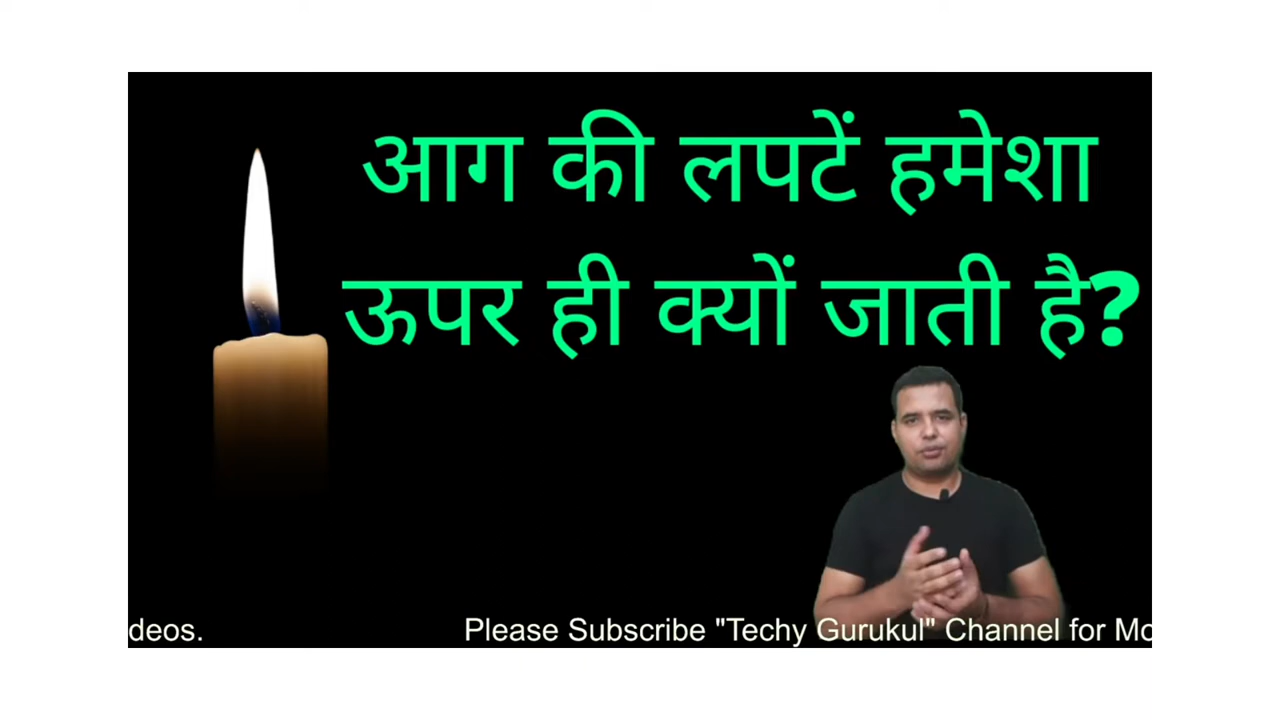 आग की लपटें हमेशा
ऊपर ही क्यों जाती है?
deos. Please Subscribe "Techy Gurukul" Channel for Mo